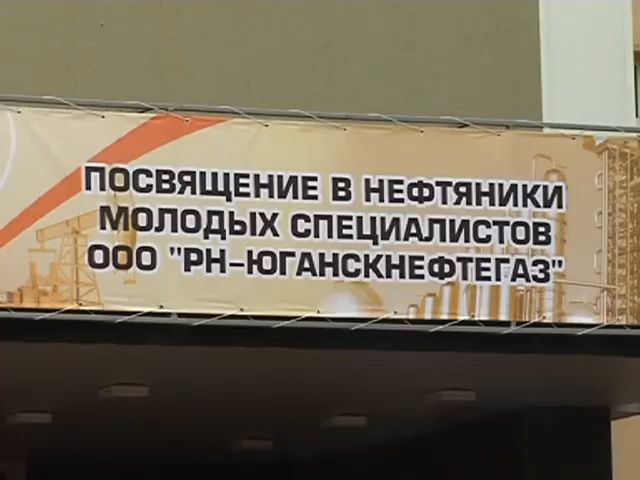 ПОСВЯЩЕНИЕ В НЕФТЯНИКИ
МОЛОДЫХ СПЕЦИАЛИСТОВ
ООО "РН-ЮГАНСКНЕФТЕГАЗ"